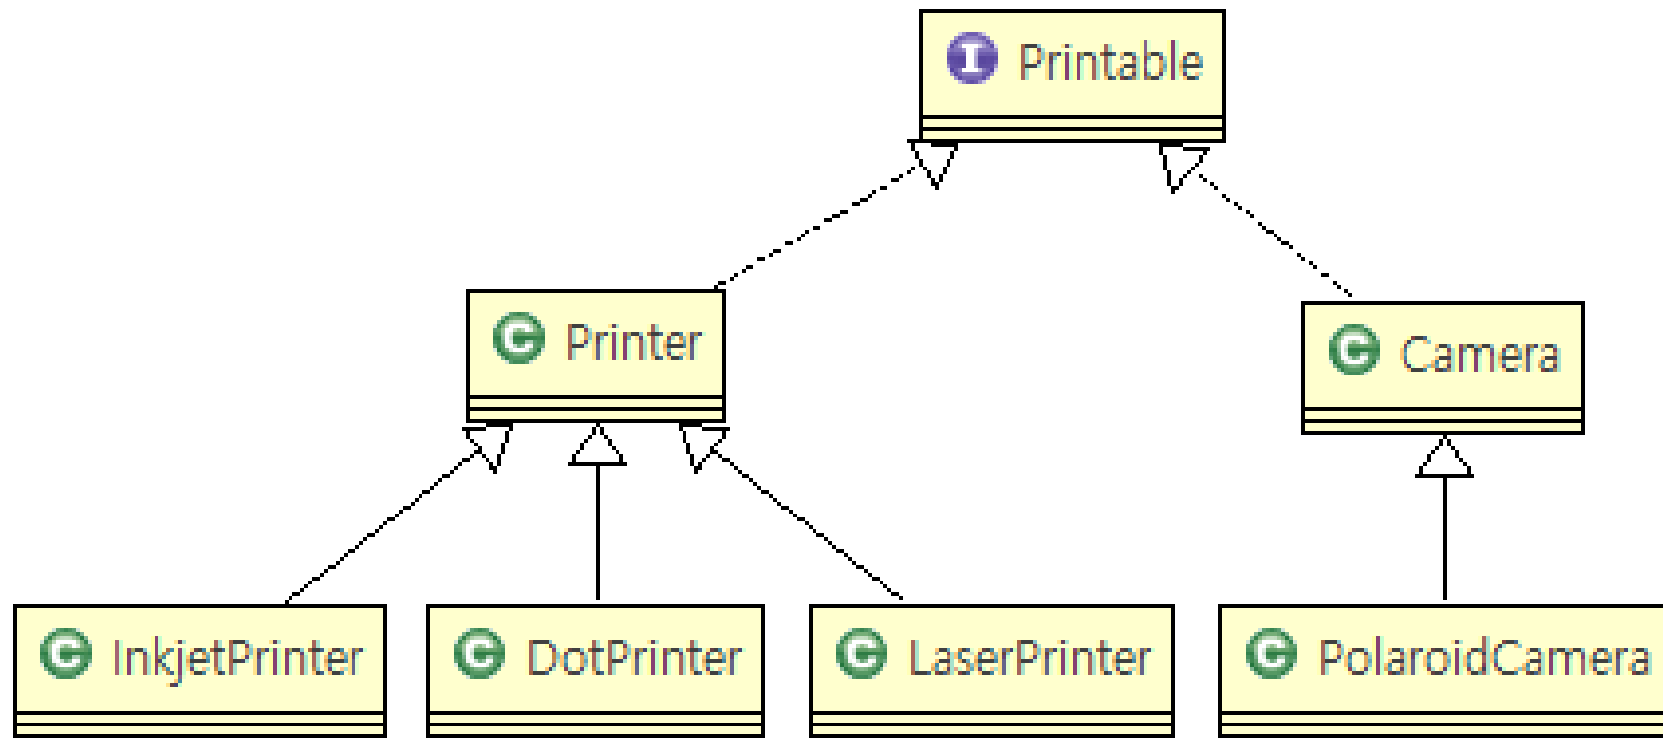 I Printable
C Printer
C Camera
C InkjetPrinter
C DotPrinter
C LaserPrinter
C PolaroidCamera